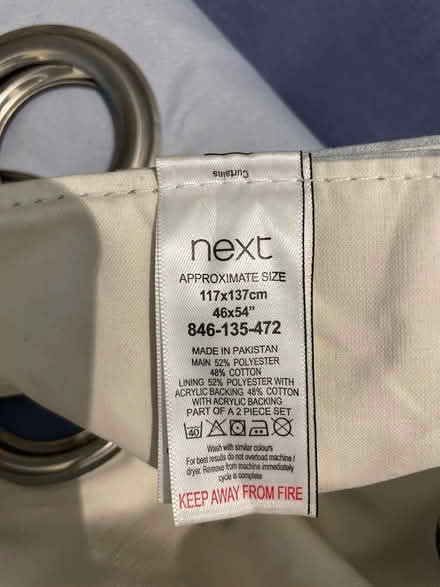 Curtains
next
APPROXIMATE SIZE
117x137cm
46x54"
846-135-472
MADE IN PAKISTAN
MAIN 52% POLYESTER
48% COTTON
LINING 52% POLYESTER WITH
ACRYLIC BACKING 48% COTTON
WITH ACRYLIC BACKING
PART OF A 2 PIECE SET
40
Wash with similar colours
For best results do not overload machine /
dryer. Remove from machine immediately
cycle is complete
KEEP AWAY FROM FIRE